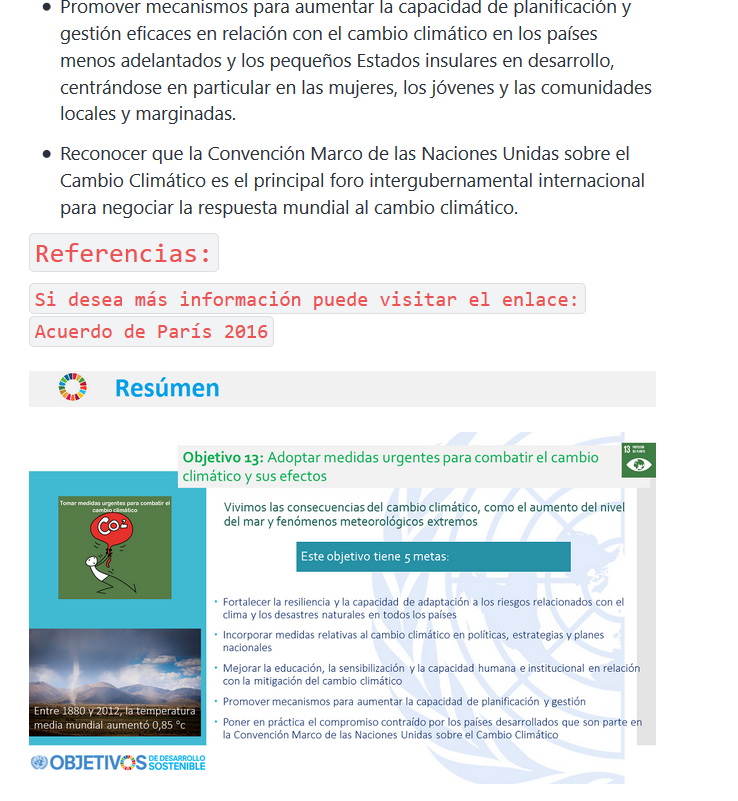 Promover mecanismos para aumentar la capacidad de planificación y
gestión eficaces en relación con el cambio climático en los países
menos adelantados y los pequeños Estados insulares en desarrollo,
centrándose en particular en las mujeres, los jóvenes y las comunidades
locales y marginadas.
Reconocer que la Convención Marco de las Naciones Unidas sobre el
Cambio Climático es el principal foro intergubernamental internacional
para negociar la respuesta mundial al cambio climático.
Referencias:
Si desea más información puede visitar el enlace:
Acuerdo de París 2016
Resúmen
Objetivo 13: Adoptar medidas urgentes para combatir el cambio
climático y sus efectos
13
Tomar medidas urgentes para combatir el
cambio climático
CO²
Vivimos las consecuencias del cambio climático, como el aumento del nivel
del mar y fenómenos meteorológicos extremos
Este objetivo tiene 5 metas:
Fortalecer la resiliencia y la capacidad de adaptación a los riesgos relacionados con el
clima y los desastres naturales en todos los países
Incorporar medidas relativas al cambio climático en políticas, estrategias y planes
nacionales
Mejorar la educación, la sensibilización y la capacidad humana e institucional en relación
con la mitigación del cambio climático
Promover mecanismos para aumentar la capacidad de planificación y gestión
Poner en práctica el compromiso contraído por los países desarrollados que son parte en
la Convención Marco de las Naciones Unidas sobre el Cambio Climático
Entre 1880 y 2012, la temperatura
media mundial aumentó 0,85 °c
OBJETIVOS DE DESARROLLO
SOSTENIBLE